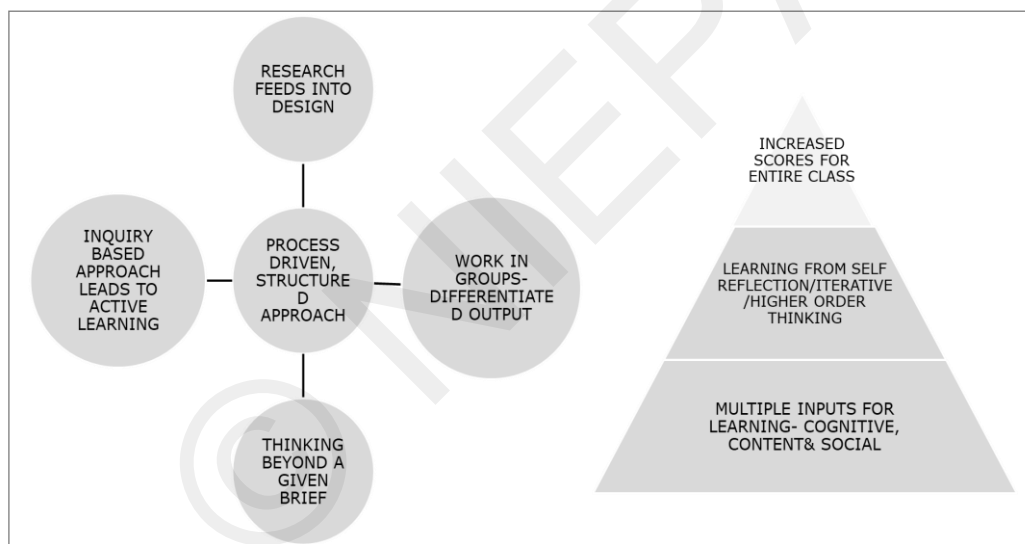 RESEARCH
FEEDS INTO
DESIGN
INQUIRY
BASED
APPROACH
LEADS TO
ACTIVE
LEARNING
PROCESS
DRIVEN,
STRUCTURE
D
APPROACH
WORK IN
GROUPS-
DIFFERENTIATE
D OUTPUT
THINKING
BEYOND A
GIVEN
BRIEF
INCREASED
SCORES FOR
ENTIRE CLASS
LEARNING FROM SELF
REFLECTION/ITERATIVE
/HIGHER ORDER
THINKING
MULTIPLE INPUTS FOR
LEARNING- COGNITIVE,
CONTENT& SOCIAL